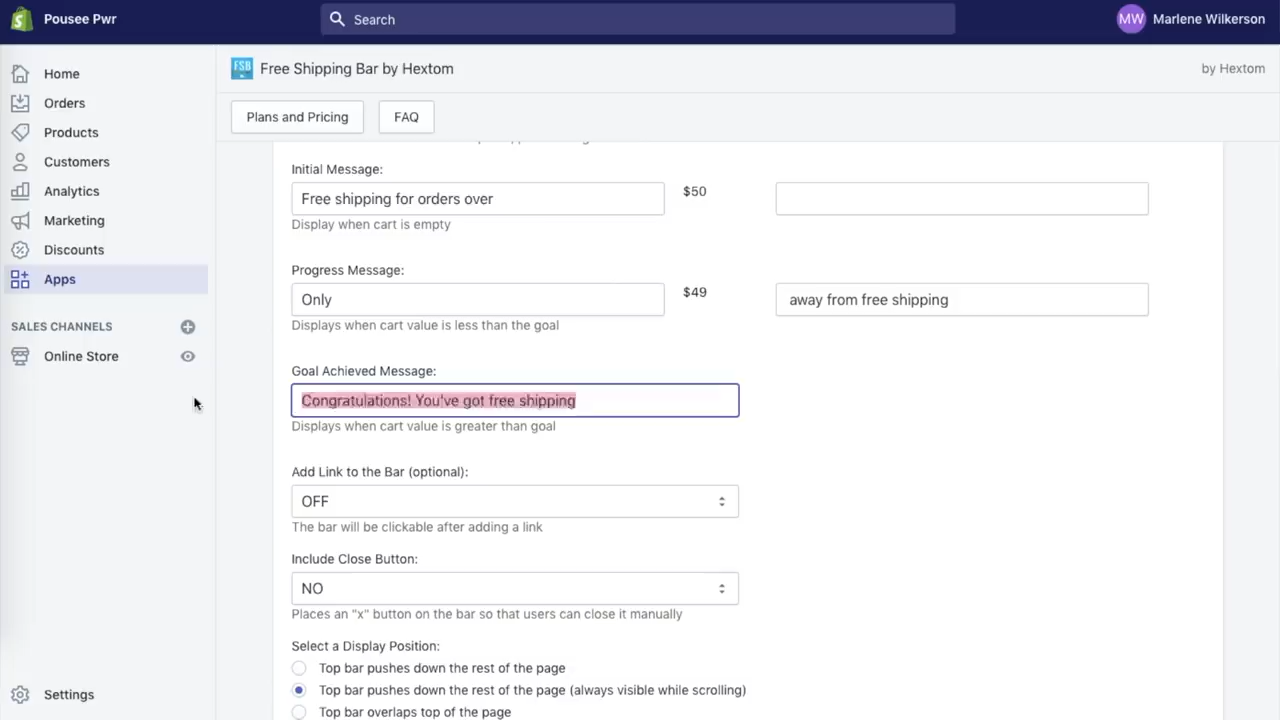 Pousee Pwr
Search
MW Marlene Wilkerson
Home
Orders
Products
Customers
Analytics
Marketing
Discounts
Apps
SALES CHANNELS
Online Store
Settings
FSB Free Shipping Bar by Hextom
by Hextom
Plans and Pricing
FAQ
Initial Message:
Free shipping for orders over $50
Display when cart is empty
Progress Message:
Only $49 away from free shipping
Displays when cart value is less than the goal
Goal Achieved Message:
Congratulations! You've got free shipping
Displays when cart value is greater than goal
Add Link to the Bar (optional):
OFF
The bar will be clickable after adding a link
Include Close Button:
NO
Places an "x" button on the bar so that users can close it manually
Select a Display Position:
Top bar pushes down the rest of the page
Top bar pushes down the rest of the page (always visible while scrolling)
Top bar overlaps top of the page